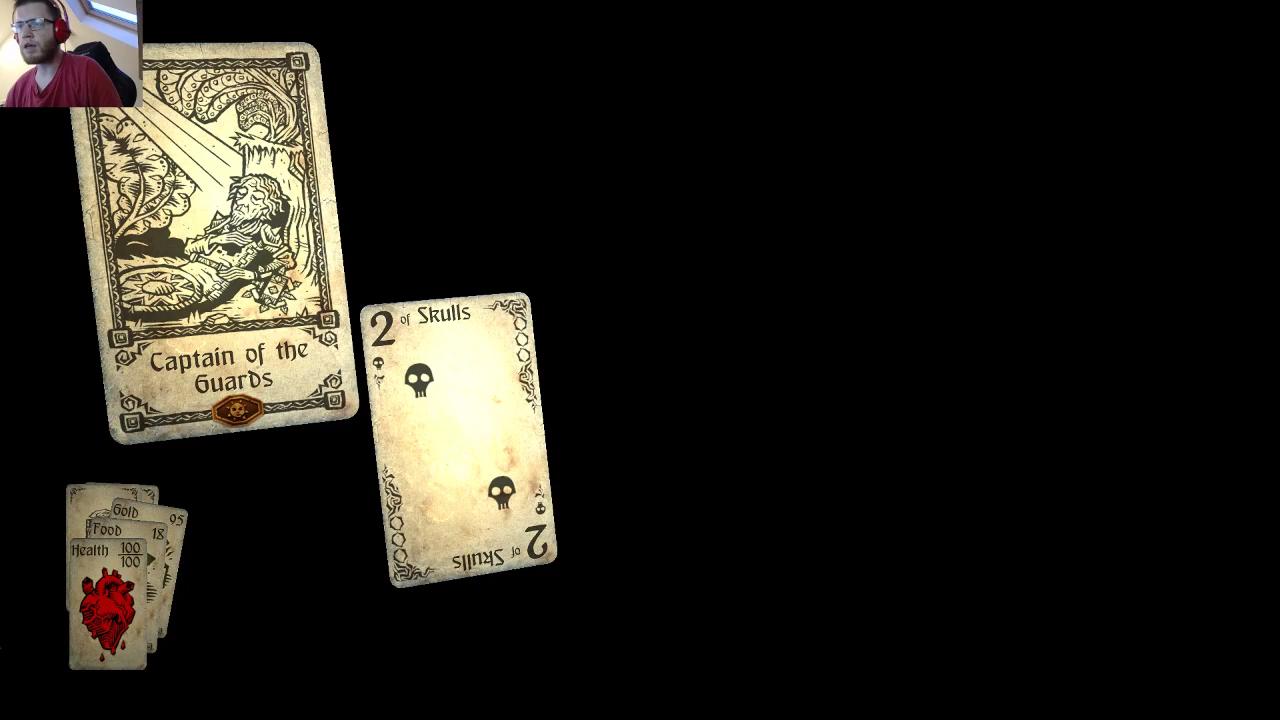 Captain of the
Guards
2 of Skulls
2 of Skulls
Gold 95
Food 18
Health 100
100